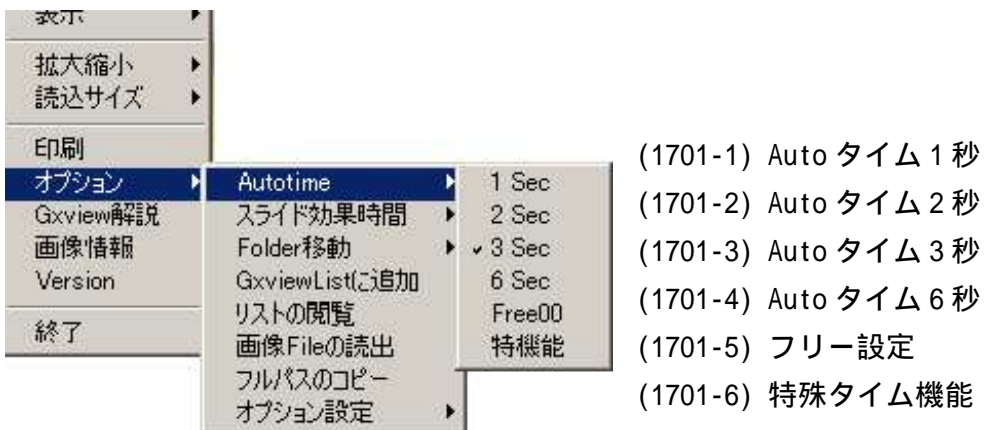 表示
拡大縮小
読込サイズ
印刷
オプション
Gxview解説
画像情報
Version
終了
Autotime
スライド効果時間
Folder移動
GxviewListに追加
リストの閲覧
画像Fileの読出
フルパスのコピー
オプション設定
1 Sec
2 Sec
3 Sec
6 Sec
Free00
特機能
(1701-1) Auto タイム 1 秒
(1701-2) Auto タイム 2 秒
(1701-3) Auto タイム 3 秒
(1701-4) Auto タイム 6 秒
(1701-5) フリー設定
(1701-6) 特殊タイム機能